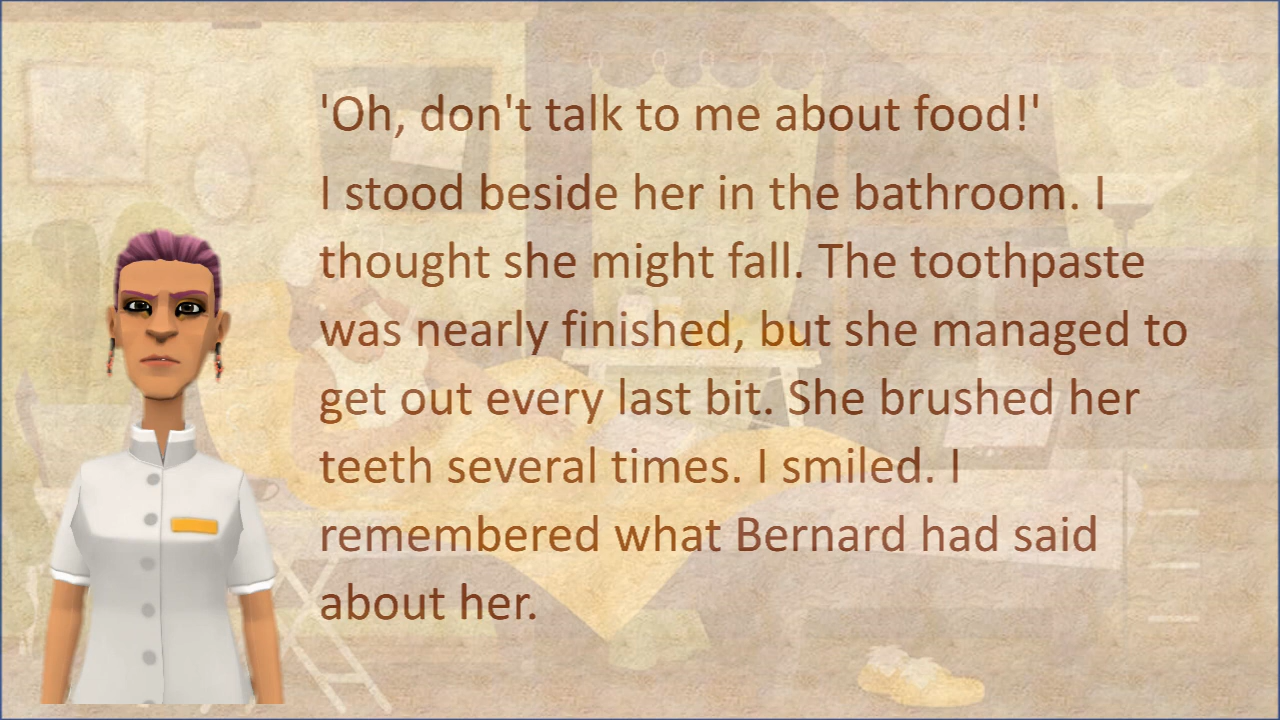 'Oh, don't talk to me about food!'
I stood beside her in the bathroom. I
thought she might fall. The toothpaste
was nearly finished, but she managed to
get out every last bit. She brushed her
teeth several times. I smiled. I
remembered what Bernard had said
about her.